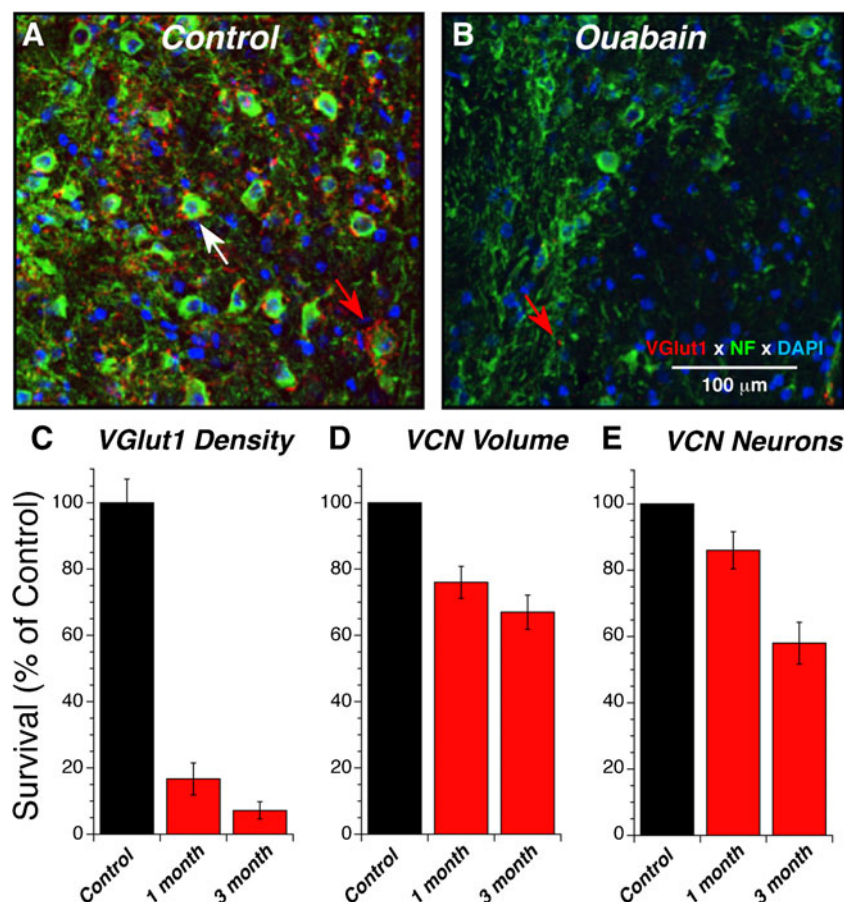 A Control
B Ouabain
VGlut1 x NF x DAPI
100 μm
C VGlut1 Density
D VCN Volume
E VCN Neurons
Survival (% of Control)
100
80
60
40
20
0
Control
1 month
3 month
100
80
60
40
20
0
Control
1 month
3 month
100
80
60
40
20
0
Control
1 month
3 month